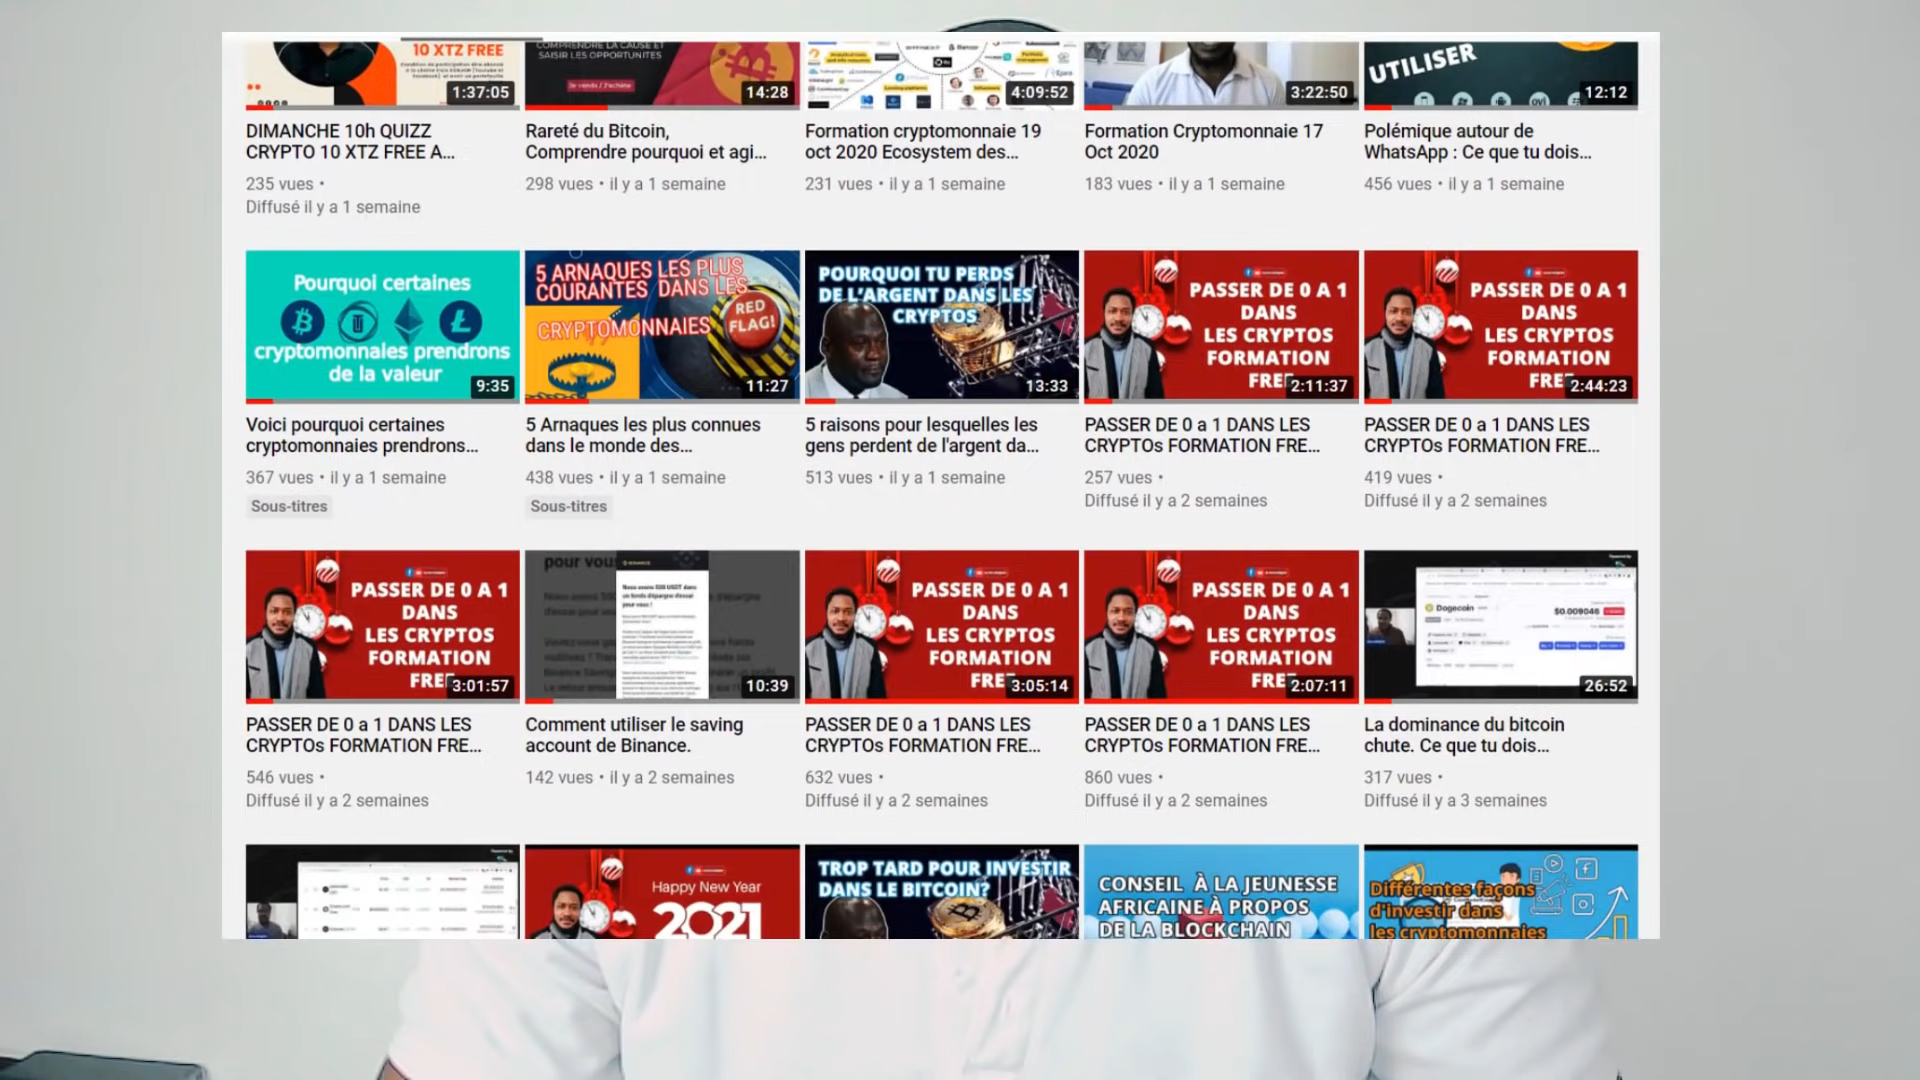 10 XTZ FREE
1:37:05
COMPRENDRE LA CAUSE ET
SAISIR LES OPPORTUNITES
Je vends / J'achète
14:28
4:09:52
3:22:50
UTILISER
12:12
DIMANCHE 10h QUIZZ
CRYPTO 10 XTZ FREE A...
235 vues •
Diffusé il y a 1 semaine
Rareté du Bitcoin,
Comprendre pourquoi et agi...
298 vues • il y a 1 semaine
Formation cryptomonnaie 19
oct 2020 Ecosystem des...
231 vues • il y a 1 semaine
Formation Cryptomonnaie 17
Oct 2020
183 vues • il y a 1 semaine
Polémique autour de
WhatsApp : Ce que tu dois...
456 vues • il y a 1 semaine
Pourquoi certaines
cryptomonnaies prendrons
de la valeur
9:35
5 ARNAQUES LES PLUS
COURANTES DANS LES
CRYPTOMONNAIES
RED
FLAG!
11:27
POURQUOI TU PERDS
DE L'ARGENT DANS LES
CRYPTOS
13:33
PASSER DE 0 A 1
DANS
LES CRYPTOS
FORMATION
FREE
2:11:37
PASSER DE 0 A 1
DANS
LES CRYPTOS
FORMATION
FREE
2:44:23
Voici pourquoi certaines
cryptomonnaies prendrons...
367 vues • il y a 1 semaine
Sous-titres
5 Arnaques les plus connues
dans le monde des...
438 vues • il y a 1 semaine
Sous-titres
5 raisons pour lesquelles les
gens perdent de l'argent da...
513 vues • il y a 1 semaine
PASSER DE 0 a 1 DANS LES
CRYPTOs FORMATION FRE...
257 vues •
Diffusé il y a 2 semaines
PASSER DE 0 a 1 DANS LES
CRYPTOs FORMATION FRE...
419 vues •
Diffusé il y a 2 semaines
PASSER DE 0 A 1
DANS
LES CRYPTOS
FORMATION
FREE
3:01:57
pour vous
10:39
PASSER DE 0 A 1
DANS
LES CRYPTOS
FORMATION
FREE
3:05:14
PASSER DE 0 A 1
DANS
LES CRYPTOS
FORMATION
FREE
2:07:11
Dogecoin
$0.009046
26:52
PASSER DE 0 a 1 DANS LES
CRYPTOs FORMATION FRE...
546 vues •
Diffusé il y a 2 semaines
Comment utiliser le saving
account de Binance.
142 vues • il y a 2 semaines
PASSER DE 0 a 1 DANS LES
CRYPTOs FORMATION FRE...
632 vues •
Diffusé il y a 2 semaines
PASSER DE 0 a 1 DANS LES
CRYPTOs FORMATION FRE...
860 vues •
Diffusé il y a 2 semaines
La dominance du bitcoin
chute. Ce que tu dois...
317 vues •
Diffusé il y a 3 semaines
Happy New Year
2021
TROP TARD POUR INVESTIR
DANS LE BITCOIN?
CONSEIL À LA JEUNESSE
AFRICAINE À PROPOS
DE LA BLOCKCHAIN
Différentes façons
d'investir dans
les cryptomonnaies